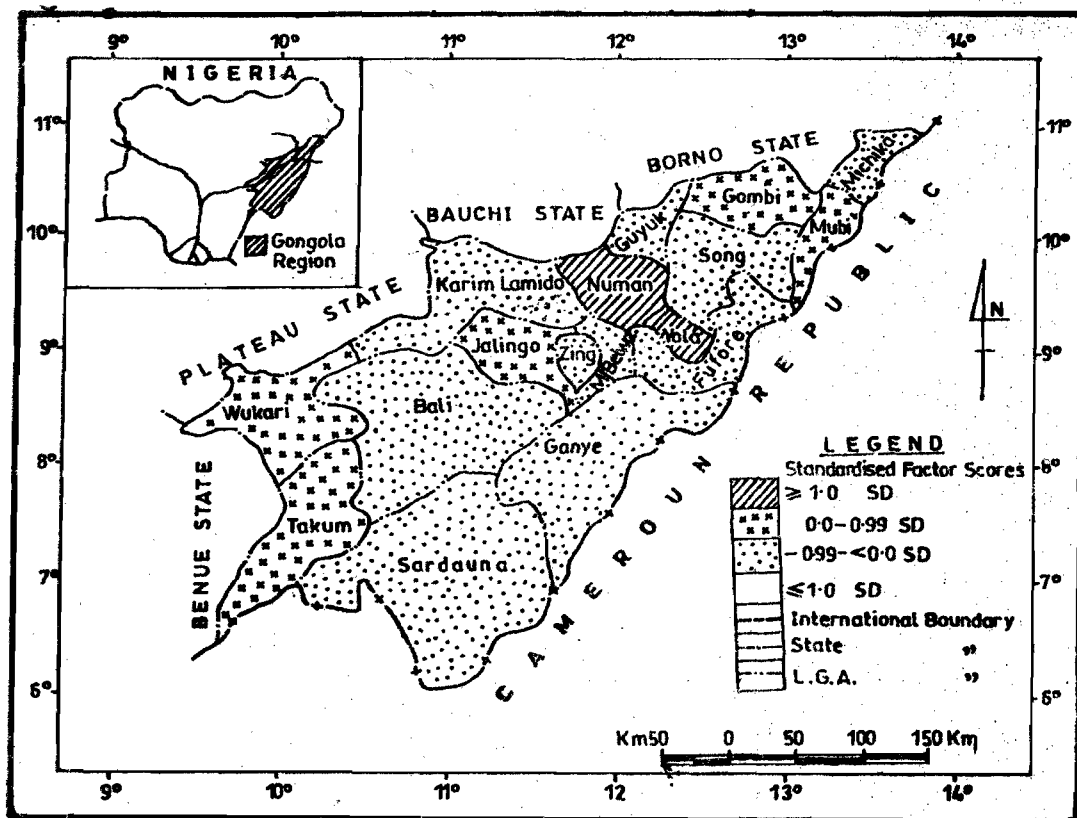 9° 10° 11° 12° 13° 14°
NIGERIA
Gongola
Region
11° 11°
10° 10°
9° 9°
8° 8°
7° 7°
6° 6°
BORNO STATE
BAUCHI STATE
PLATEAU STATE
BENUE STATE
CAMEROUN REPUBLIC
Michika
Gombi
Mubi
Guyuk
Song
Karim Lamido
Numan
Yola
Fufore
Jalingo
Zing
M/Belwa
Wukari
Bali
Ganye
Takum
Sardauna
N
LEGEND
Standardised Factor Scores
≥ 1·0 SD
0·0-0·99 SD
-0.99-<0·0 SD
≤1·0 SD
International Boundary
State ,,
L.G.A. ,,
Km50 0 50 100 150 Km
9° 10° 11° 12° 13° 14°